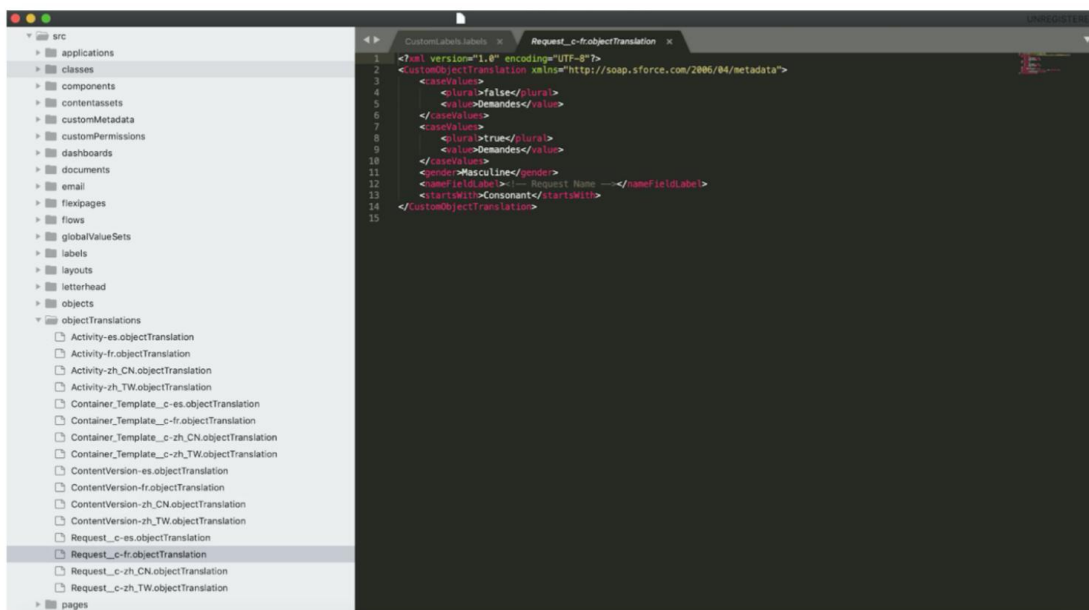 UNREGISTERED
src
applications
classes
components
contentassets
customMetadata
customPermissions
dashboards
documents
email
flexipages
flows
globalValueSets
labels
layouts
letterhead
objects
objectTranslations
Activity-es.objectTranslation
Activity-fr.objectTranslation
Activity-zh_CN.objectTranslation
Activity-zh_TW.objectTranslation
Container_Template__c-es.objectTranslation
Container_Template__c-fr.objectTranslation
Container_Template__c-zh_CN.objectTranslation
Container_Template__c-zh_TW.objectTranslation
ContentVersion-es.objectTranslation
ContentVersion-fr.objectTranslation
ContentVersion-zh_CN.objectTranslation
ContentVersion-zh_TW.objectTranslation
Request__c-es.objectTranslation
Request__c-fr.objectTranslation
Request__c-zh_CN.objectTranslation
Request__c-zh_TW.objectTranslation
pages
CustomLabels.labels × Request__c-fr.objectTranslation ×
1 <?xml version="1.0" encoding="UTF-8"?>
2 <CustomObjectTranslation xmlns="http://soap.sforce.com/2006/04/metadata">
3 <caseValues>
4 <plural>false</plural>
5 <value>Demandes</value>
6 </caseValues>
7 <caseValues>
8 <plural>true</plural>
9 <value>Demandes</value>
10 </caseValues>
11 <gender>Masculine</gender>
12 <nameFieldLabel><!-- Request Name --></nameFieldLabel>
13 <startsWith>Consonant</startsWith>
14 </CustomObjectTranslation>
15